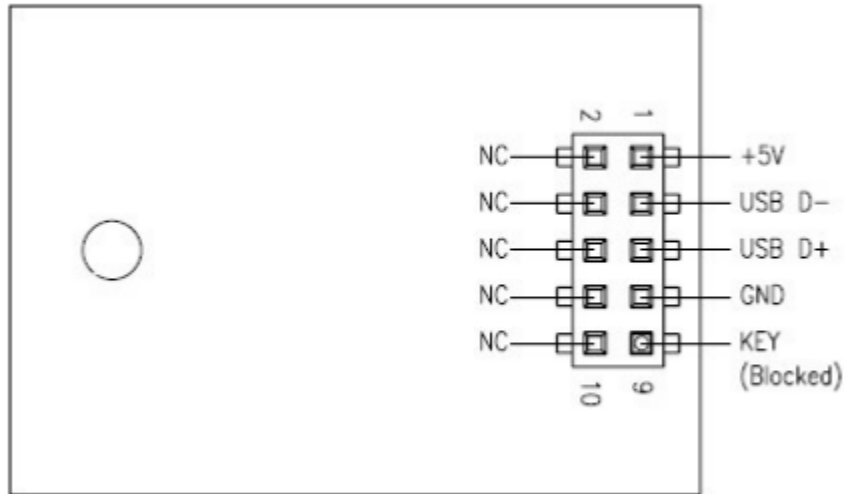 2 1
NC +5V
NC USB D-
NC USB D+
NC GND
NC KEY
(Blocked)
10 9